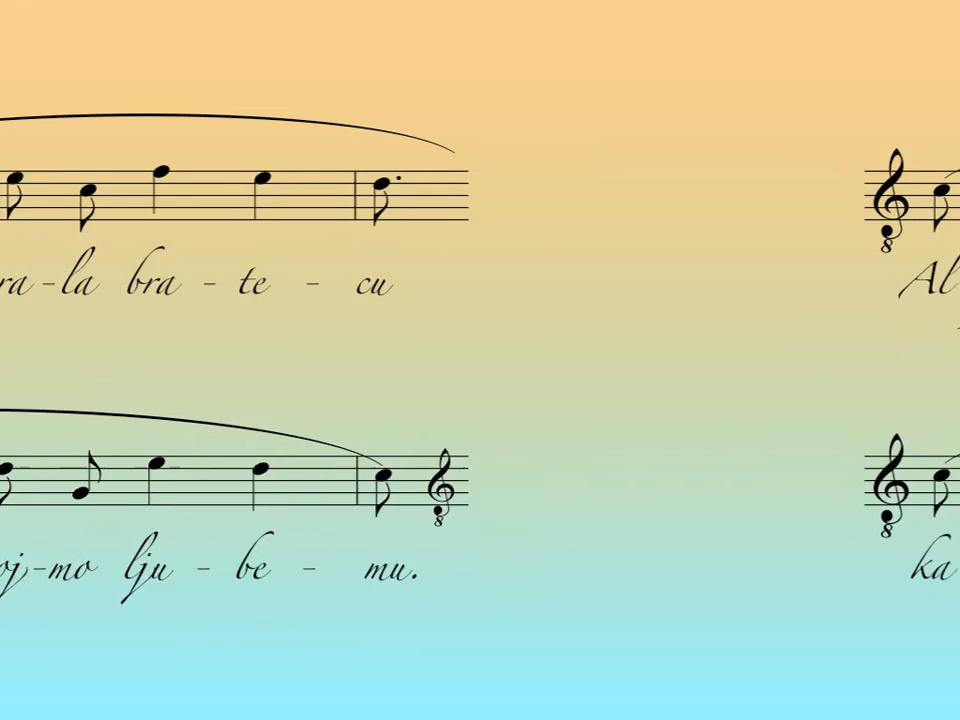 ra-la bra - te - cu
Al
oj-mo lju - be - mu.
ka